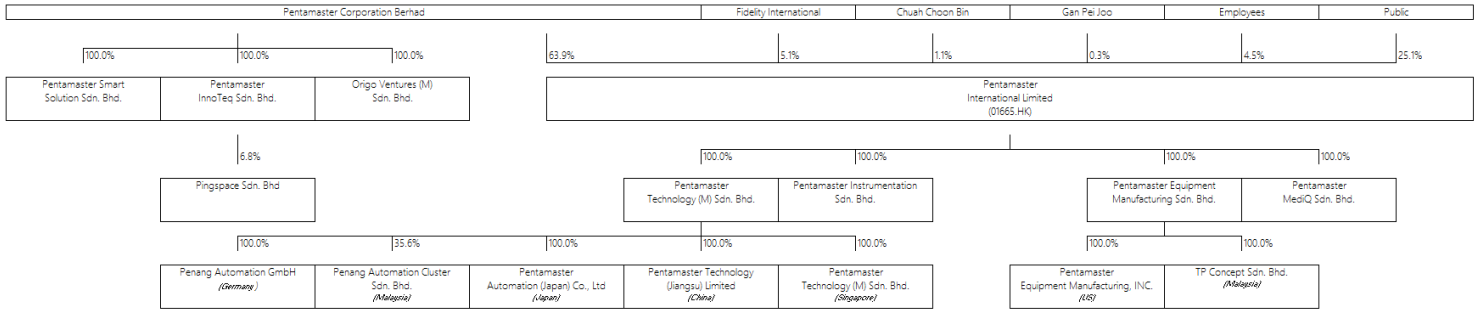 Pentamaster Corporation Berhad
Fidelity International
Chuah Choon Bin
Gan Pei Joo
Employees
Public
100.0%
100.0%
100.0%
63.9%
5.1%
1.1%
0.3%
4.5%
25.1%
Pentamaster Smart
Solution Sdn. Bhd.
Pentamaster
InnoTeq Sdn. Bhd.
Origo Ventures (M)
Sdn. Bhd.
Pentamaster
International Limited
(01665.HK)
6.8%
100.0%
100.0%
100.0%
100.0%
Pingspace Sdn. Bhd
Pentamaster
Technology (M) Sdn. Bhd.
Pentamaster Instrumentation
Sdn. Bhd.
Pentamaster Equipment
Manufacturing Sdn. Bhd.
Pentamaster
MediQ Sdn. Bhd.
100.0%
35.6%
100.0%
100.0%
100.0%
100.0%
100.0%
Penang Automation GmbH
(Germany)
Penang Automation Cluster
Sdn. Bhd.
(Malaysia)
Pentamaster
Automation (Japan) Co., Ltd
(Japan)
Pentamaster Technology
(Jiangsu) Limited
(China)
Pentamaster
Technology (M) Sdn. Bhd.
(Singapore)
Pentamaster
Equipment Manufacturing, INC.
(US)
TP Concept Sdn. Bhd.
(Malaysia)